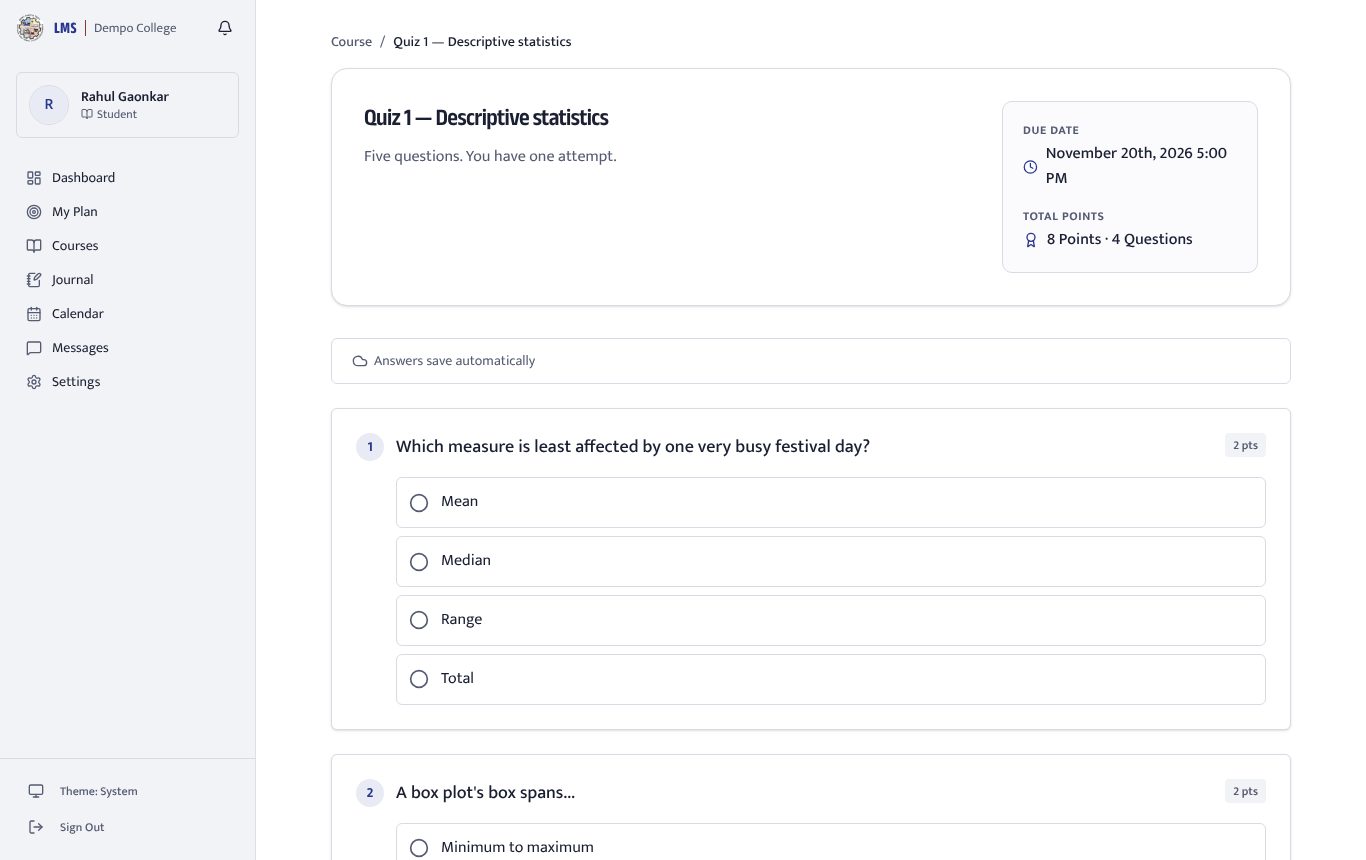 LMS | Dempo College
R
Rahul Gaonkar
Student
Dashboard
My Plan
Courses
Journal
Calendar
Messages
Settings
Theme: System
Sign Out
Course / Quiz 1 — Descriptive statistics
Quiz 1 — Descriptive statistics
Five questions. You have one attempt.
DUE DATE
November 20th, 2026 5:00
PM
TOTAL POINTS
8 Points · 4 Questions
Answers save automatically
1 Which measure is least affected by one very busy festival day? 2 pts
Mean
Median
Range
Total
2 A box plot's box spans... 2 pts
Minimum to maximum